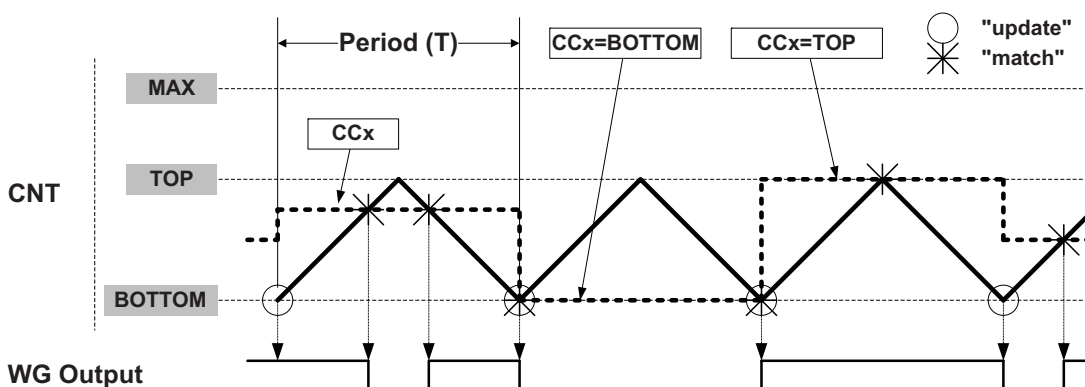 Period (T)
CCx=BOTTOM
CCx=TOP
"update"
"match"
MAX
CCx
TOP
CNT
BOTTOM
WG Output